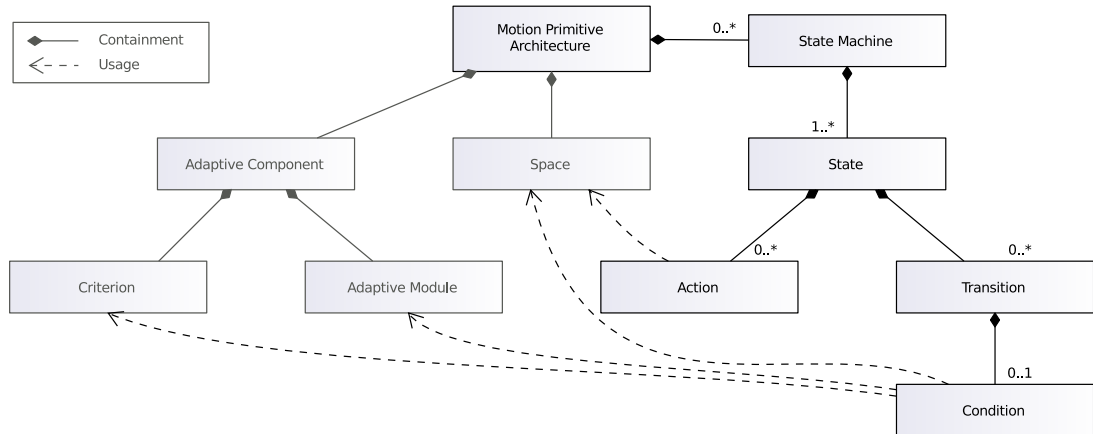 Containment
Usage
Motion Primitive
Architecture
0..*
State Machine
1..*
Adaptive Component
Space
State
0..*
0..*
Criterion
Adaptive Module
Action
Transition
0..1
Condition